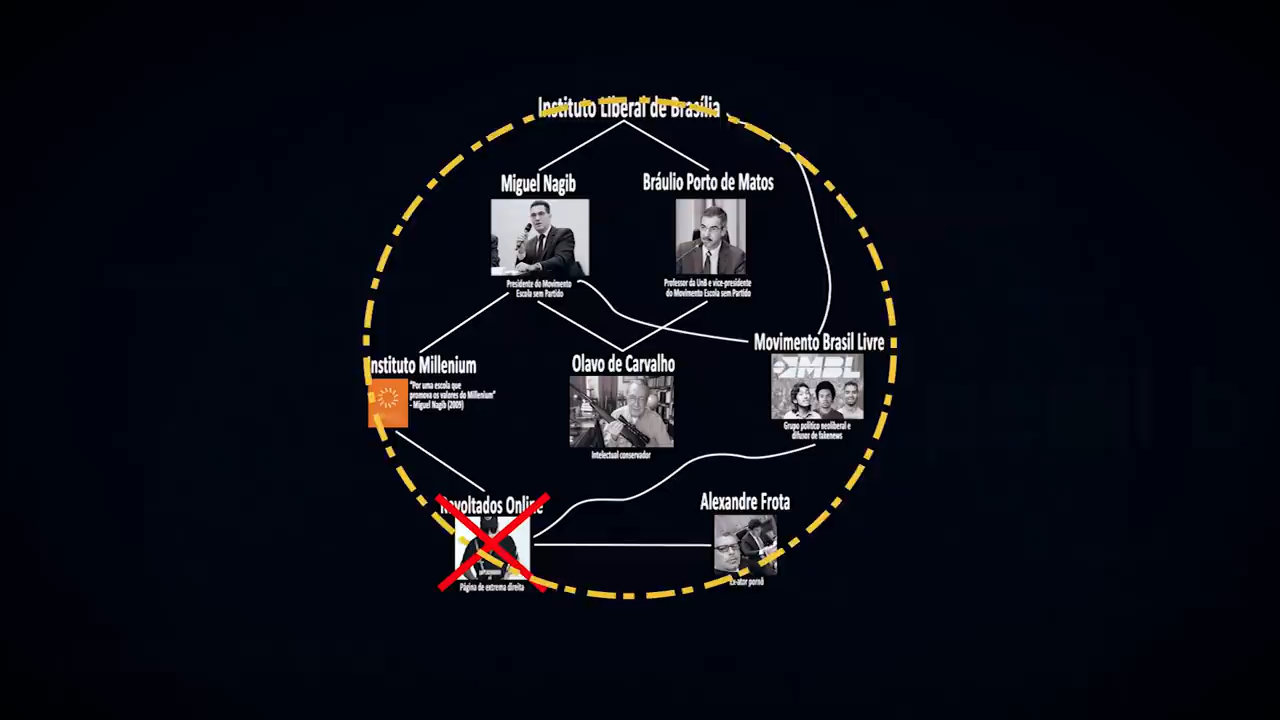 Instituto Liberal de Brasília
Miguel Nagib
Bráulio Porto de Matos
Presidente do Movimento
Escola sem Partido
Professor da UnB e vice-presidente
do Movimento Escola sem Partido
Movimento Brasil Livre
MBL
Grupo político neoliberal e
difusor de fakenews
Instituto Millenium
"Por uma escola que
promova os valores do Millenium"
- Miguel Nagib (2009)
Olavo de Carvalho
Intelectual conservador
Revoltados Online
Página de extrema direita
Alexandre Frota
Ex-ator pornô